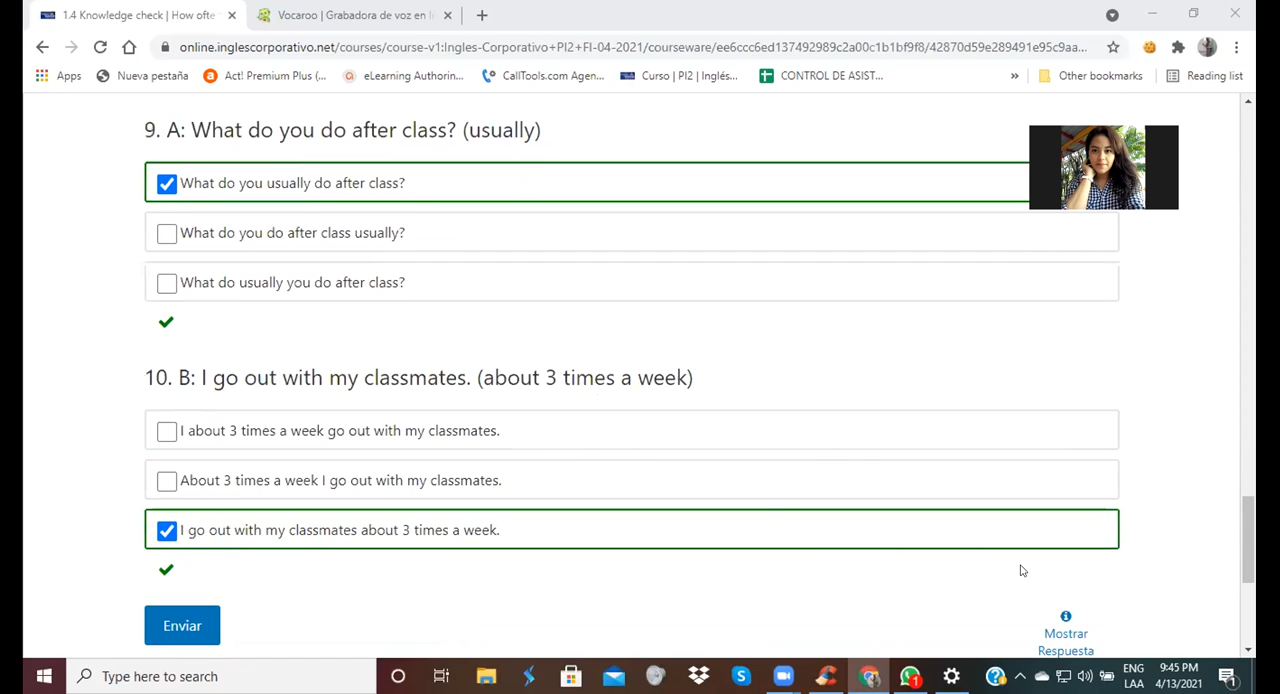 1.4 Knowledge check | How ofte
Vocaroo | Grabadora de voz en l
online.inglescorporativo.net/courses/course-v1:Ingles-Corporativo+PI2+FI-04-2021/courseware/ee6ccc6ed137492989c2a00c1b1bf9f8/42870d59e289491e95c9aa...
Apps
Nueva pestaña
Act! Premium Plus (...
eLearning Authorin...
CallTools.com Agen...
Curso | PI2 | Inglés...
CONTROL DE ASIST...
»
Other bookmarks
Reading list
9. A: What do you do after class? (usually)
What do you usually do after class?
What do you do after class usually?
What do usually you do after class?
10. B: I go out with my classmates. (about 3 times a week)
I about 3 times a week go out with my classmates.
About 3 times a week I go out with my classmates.
I go out with my classmates about 3 times a week.
Enviar
Mostrar
Respuesta
Type here to search
1
ENG
LAA
9:45 PM
4/13/2021
1